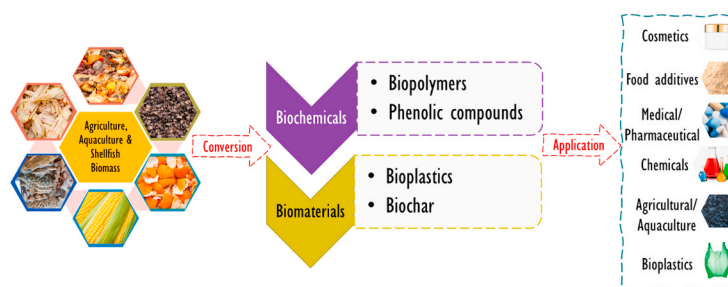 Agriculture,
Aquaculture &
Shellfish
Biomass
Conversion
Biochemicals
• Biopolymers
• Phenolic compounds
Biomaterials
• Bioplastics
• Biochar
Application
Cosmetics
Food additives
Medical/
Pharmaceutical
Chemicals
Agricultural/
Aquaculture
Bioplastics